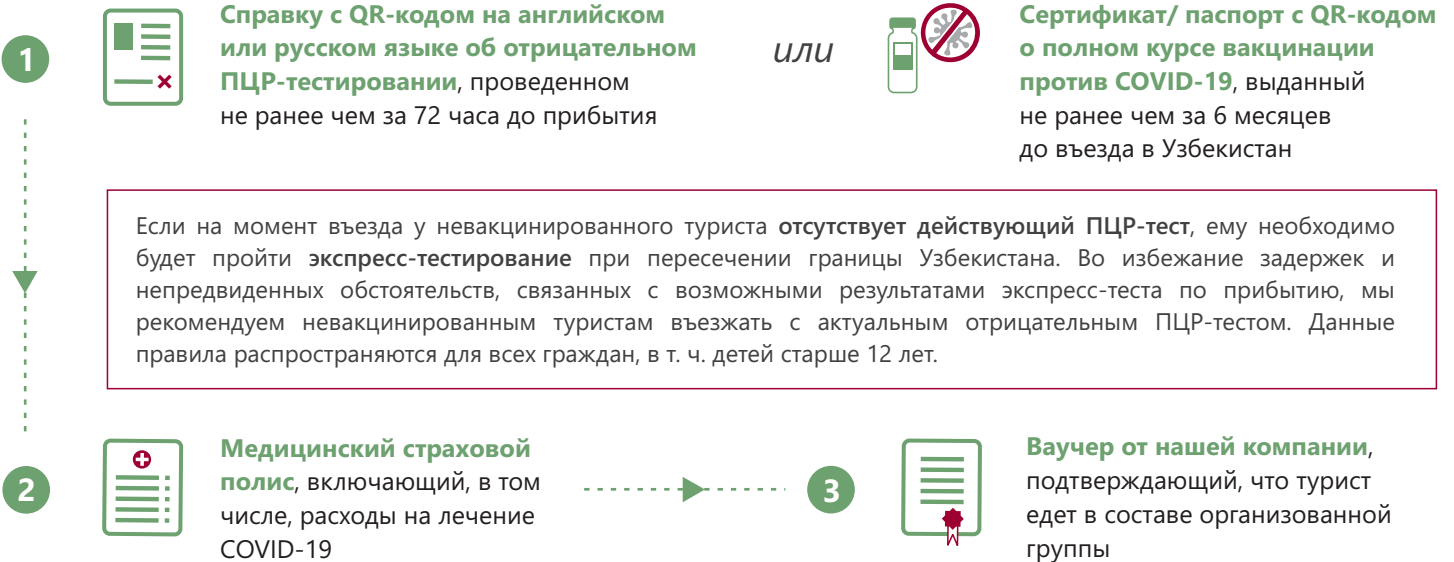 1
Справку с QR-кодом на английском
или русском языке об отрицательном
ПЦР-тестировании, проведенном
не ранее чем за 72 часа до прибытия
или
Сертификат/ паспорт с QR-кодом
о полном курсе вакцинации
против COVID-19, выданный
не ранее чем за 6 месяцев
до въезда в Узбекистан
Если на момент въезда у невакцинированного туриста отсутствует действующий ПЦР-тест, ему необходимо
будет пройти экспресс-тестирование при пересечении границы Узбекистана. Во избежание задержек и
непредвиденных обстоятельств, связанных с возможными результатами экспресс-теста по прибытию, мы
рекомендуем невакцинированным туристам въезжать с актуальным отрицательным ПЦР-тестом. Данные
правила распространяются для всех граждан, в т. ч. детей старше 12 лет.
2
Медицинский страховой
полис, включающий, в том
числе, расходы на лечение
COVID-19
3
Ваучер от нашей компании,
подтверждающий, что турист
едет в составе организованной
группы